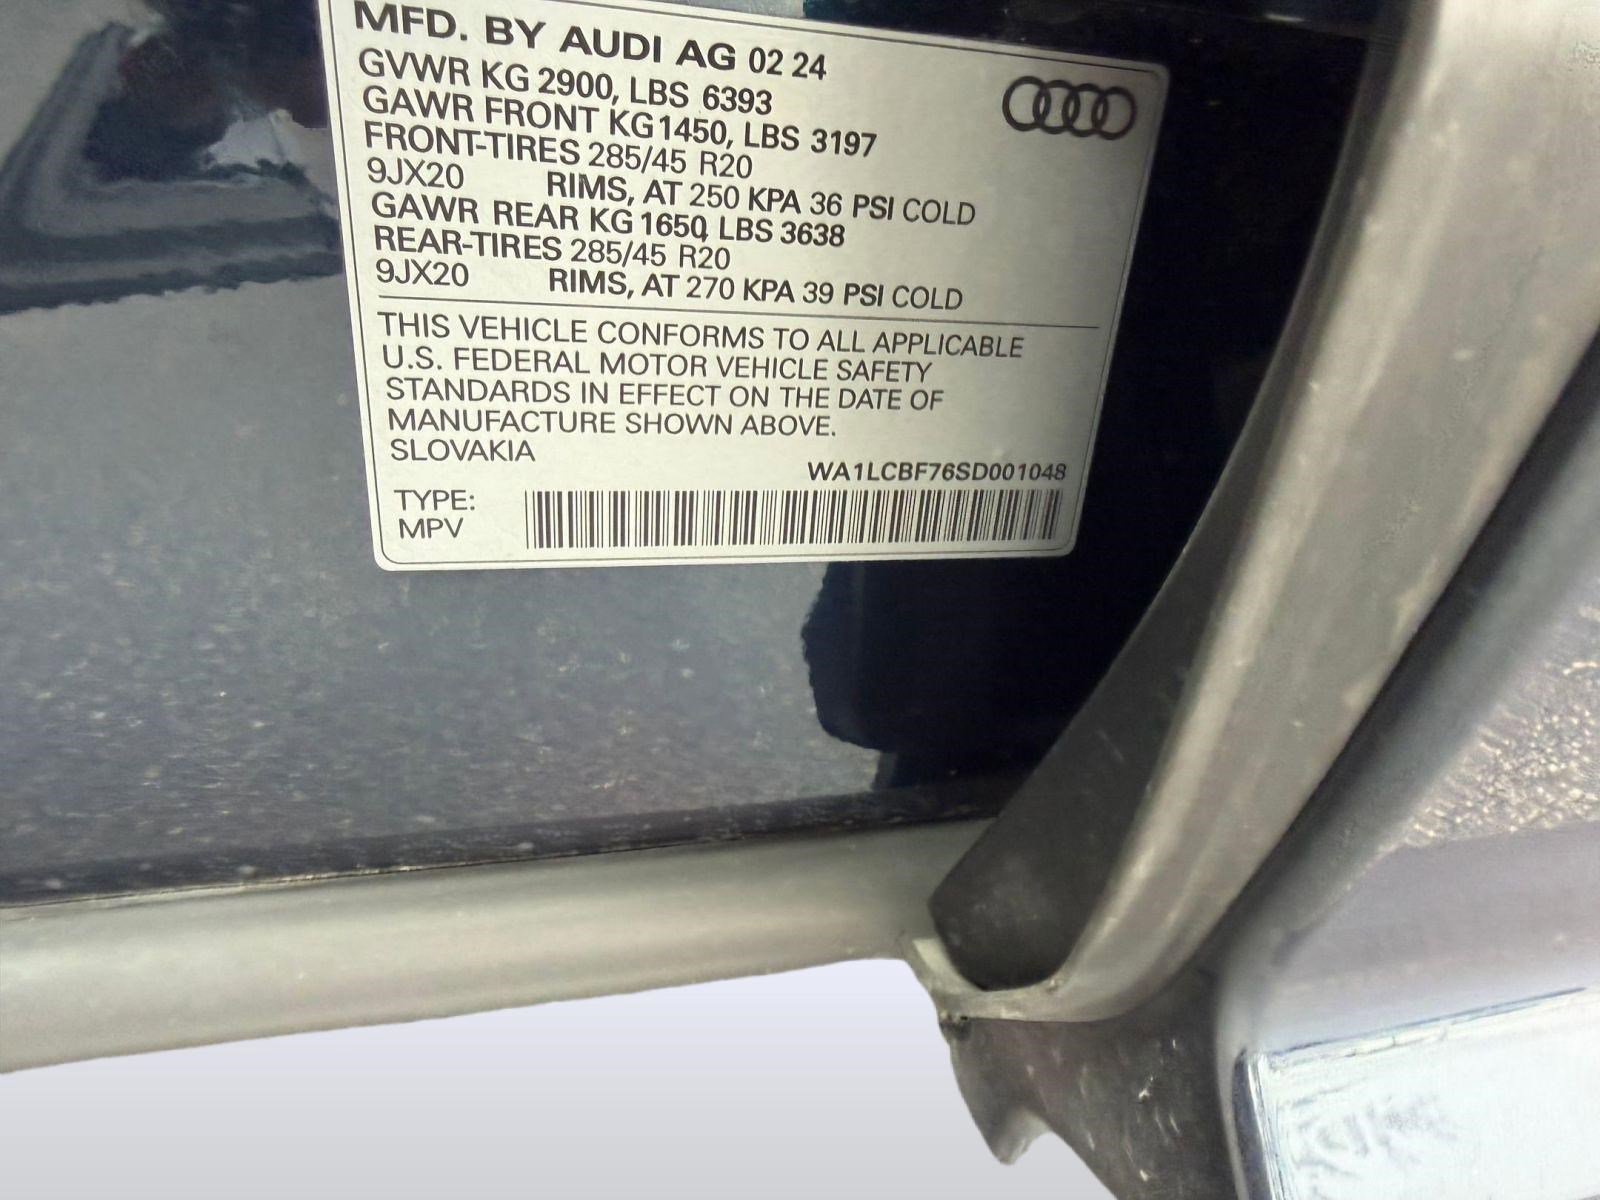 MFD. BY AUDI AG 02 24
GVWR KG 2900, LBS 6393
GAWR FRONT KG 1450, LBS 3197
FRONT-TIRES 285/45 R20
9JX20 RIMS, AT 250 KPA 36 PSI COLD
GAWR REAR KG 1650, LBS 3638
REAR-TIRES 285/45 R20
9JX20 RIMS, AT 270 KPA 39 PSI COLD
THIS VEHICLE CONFORMS TO ALL APPLICABLE
U.S. FEDERAL MOTOR VEHICLE SAFETY
STANDARDS IN EFFECT ON THE DATE OF
MANUFACTURE SHOWN ABOVE.
SLOVAKIA
WA1LCBF76SD001048
TYPE:
MPV